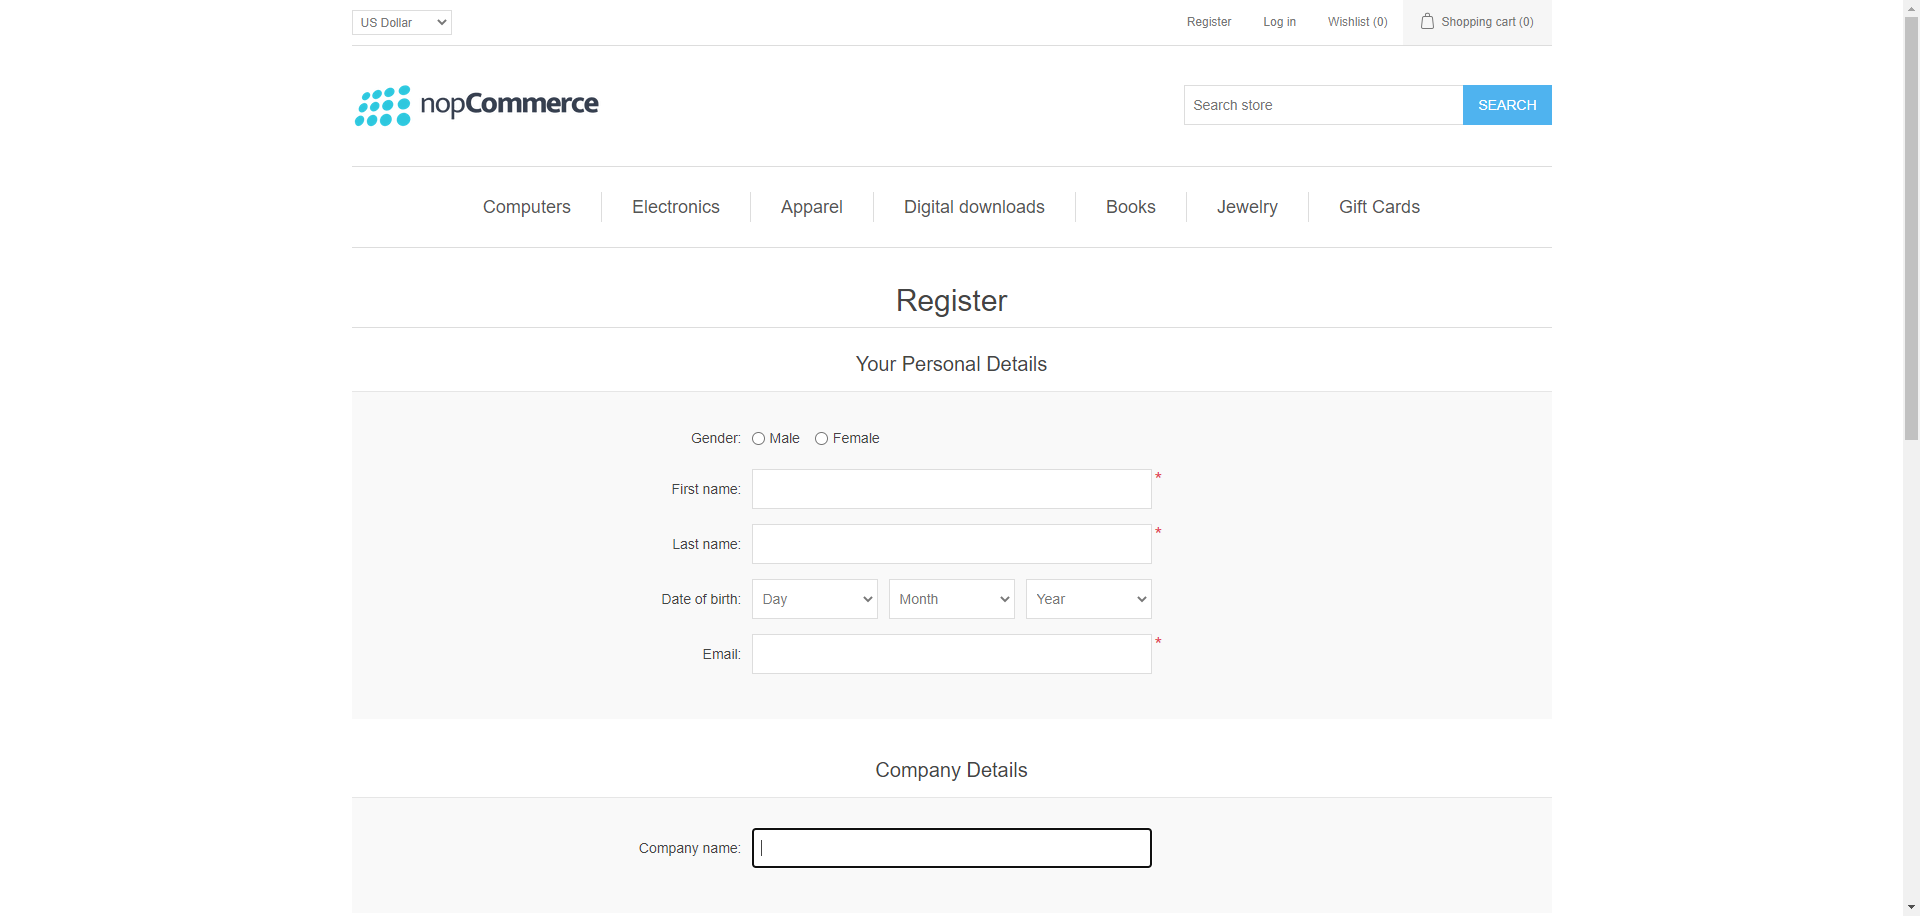 US Dollar
Register
Log in
Wishlist (0)
Shopping cart (0)
nopCommerce
Search store
SEARCH
Computers
Electronics
Apparel
Digital downloads
Books
Jewelry
Gift Cards
Register
Your Personal Details
Gender: Male Female
First name: *
Last name: *
Date of birth: Day Month Year
Email: *
Company Details
Company name: